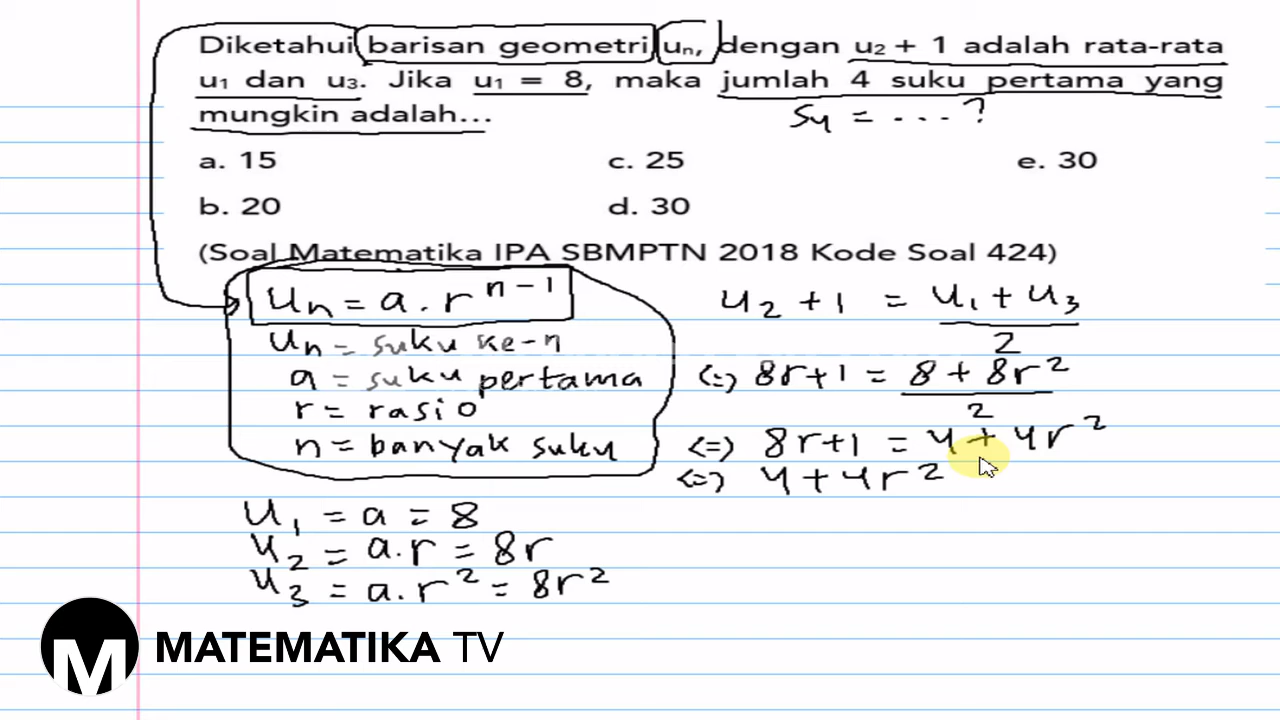 Diketahui barisan geometri uₙ, dengan u₂ + 1 adalah rata-rata
u₁ dan u₃. Jika u₁ = 8, maka jumlah 4 suku pertama yang
mungkin adalah...
S₄ = ....?
a. 15 c. 25 e. 30
b. 20 d. 30
(Soal Matematika IPA SBMPTN 2018 Kode Soal 424)
uₙ = a . r ⁿ⁻¹
uₙ = suku ke-n
a = suku pertama
r = rasio
n = banyak suku
u₁ = a = 8
u₂ = a.r = 8r
u₃ = a.r² = 8r²
u₂ + 1 = (u₁ + u₃)/2
<=> 8r+1 = (8 + 8r²)/2
<=> 8r+1 = 4 + 4r²
<=> 4 + 4r²
M MATEMATIKA TV